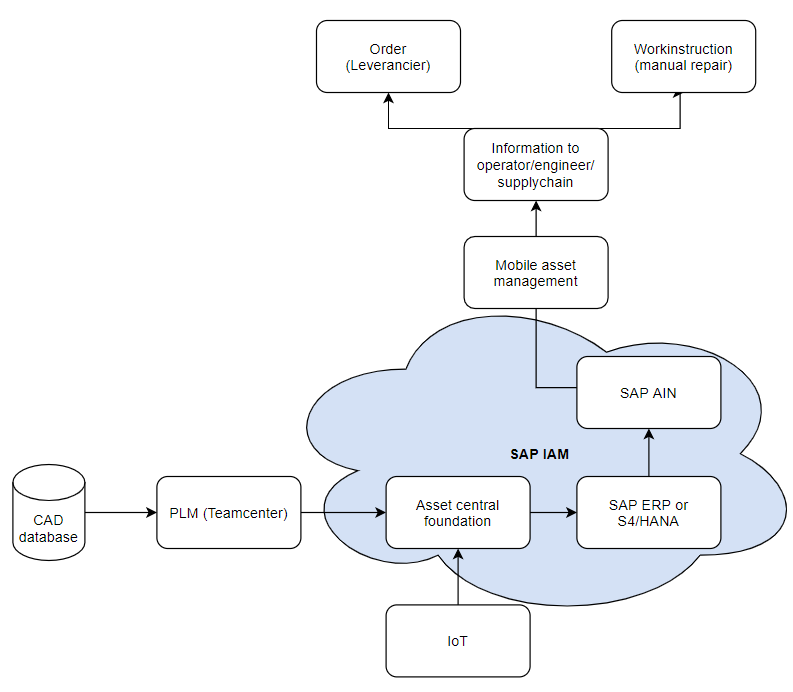 Order
(Leverancier)
Workinstruction
(manual repair)
Information to
operator/engineer/
supplychain
Mobile asset
management
SAP AIN
SAP IAM
CAD
database
PLM (Teamcenter)
Asset central
foundation
SAP ERP or
S4/HANA
IoT